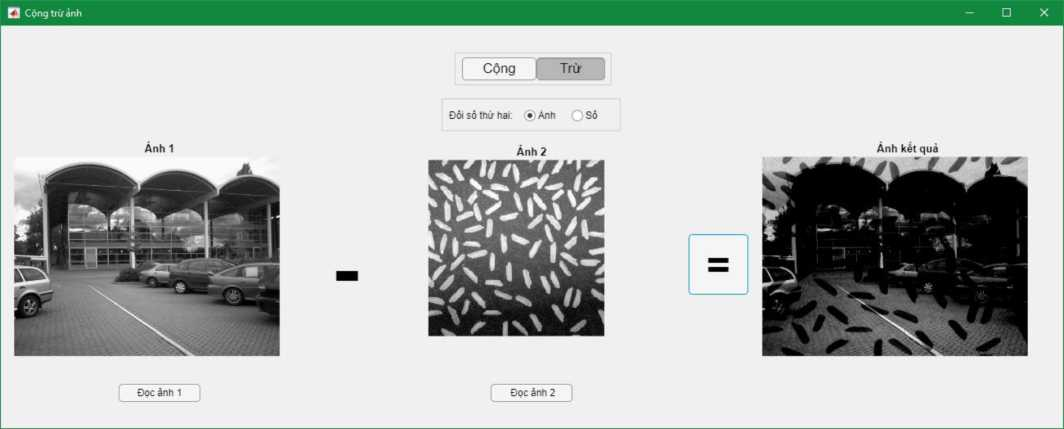 Cộng trừ ảnh
Cộng Trừ
Đối số thứ hai: Ảnh Số
Ảnh 1
Ảnh 2
Ảnh kết quả
-
=
Đọc ảnh 1
Đọc ảnh 2